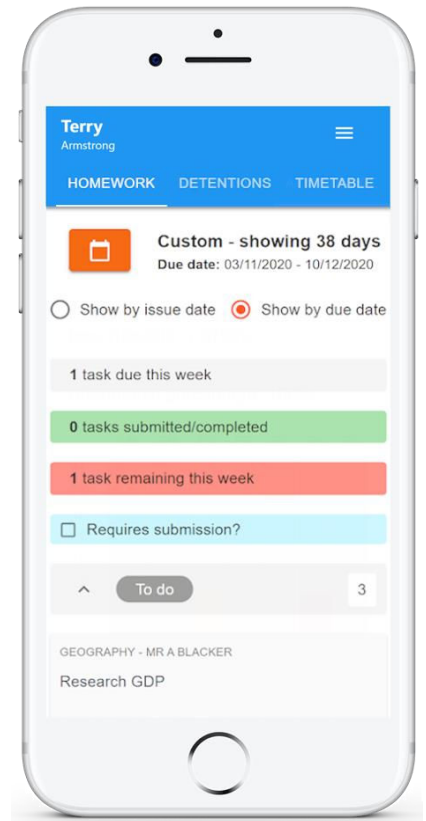 Terry
Armstrong
HOMEWORK DETENTIONS TIMETABLE
Custom - showing 38 days
Due date: 03/11/2020 - 10/12/2020
Show by issue date Show by due date
1 task due this week
0 tasks submitted/completed
1 task remaining this week
Requires submission?
To do 3
GEOGRAPHY - MR A BLACKER
Research GDP